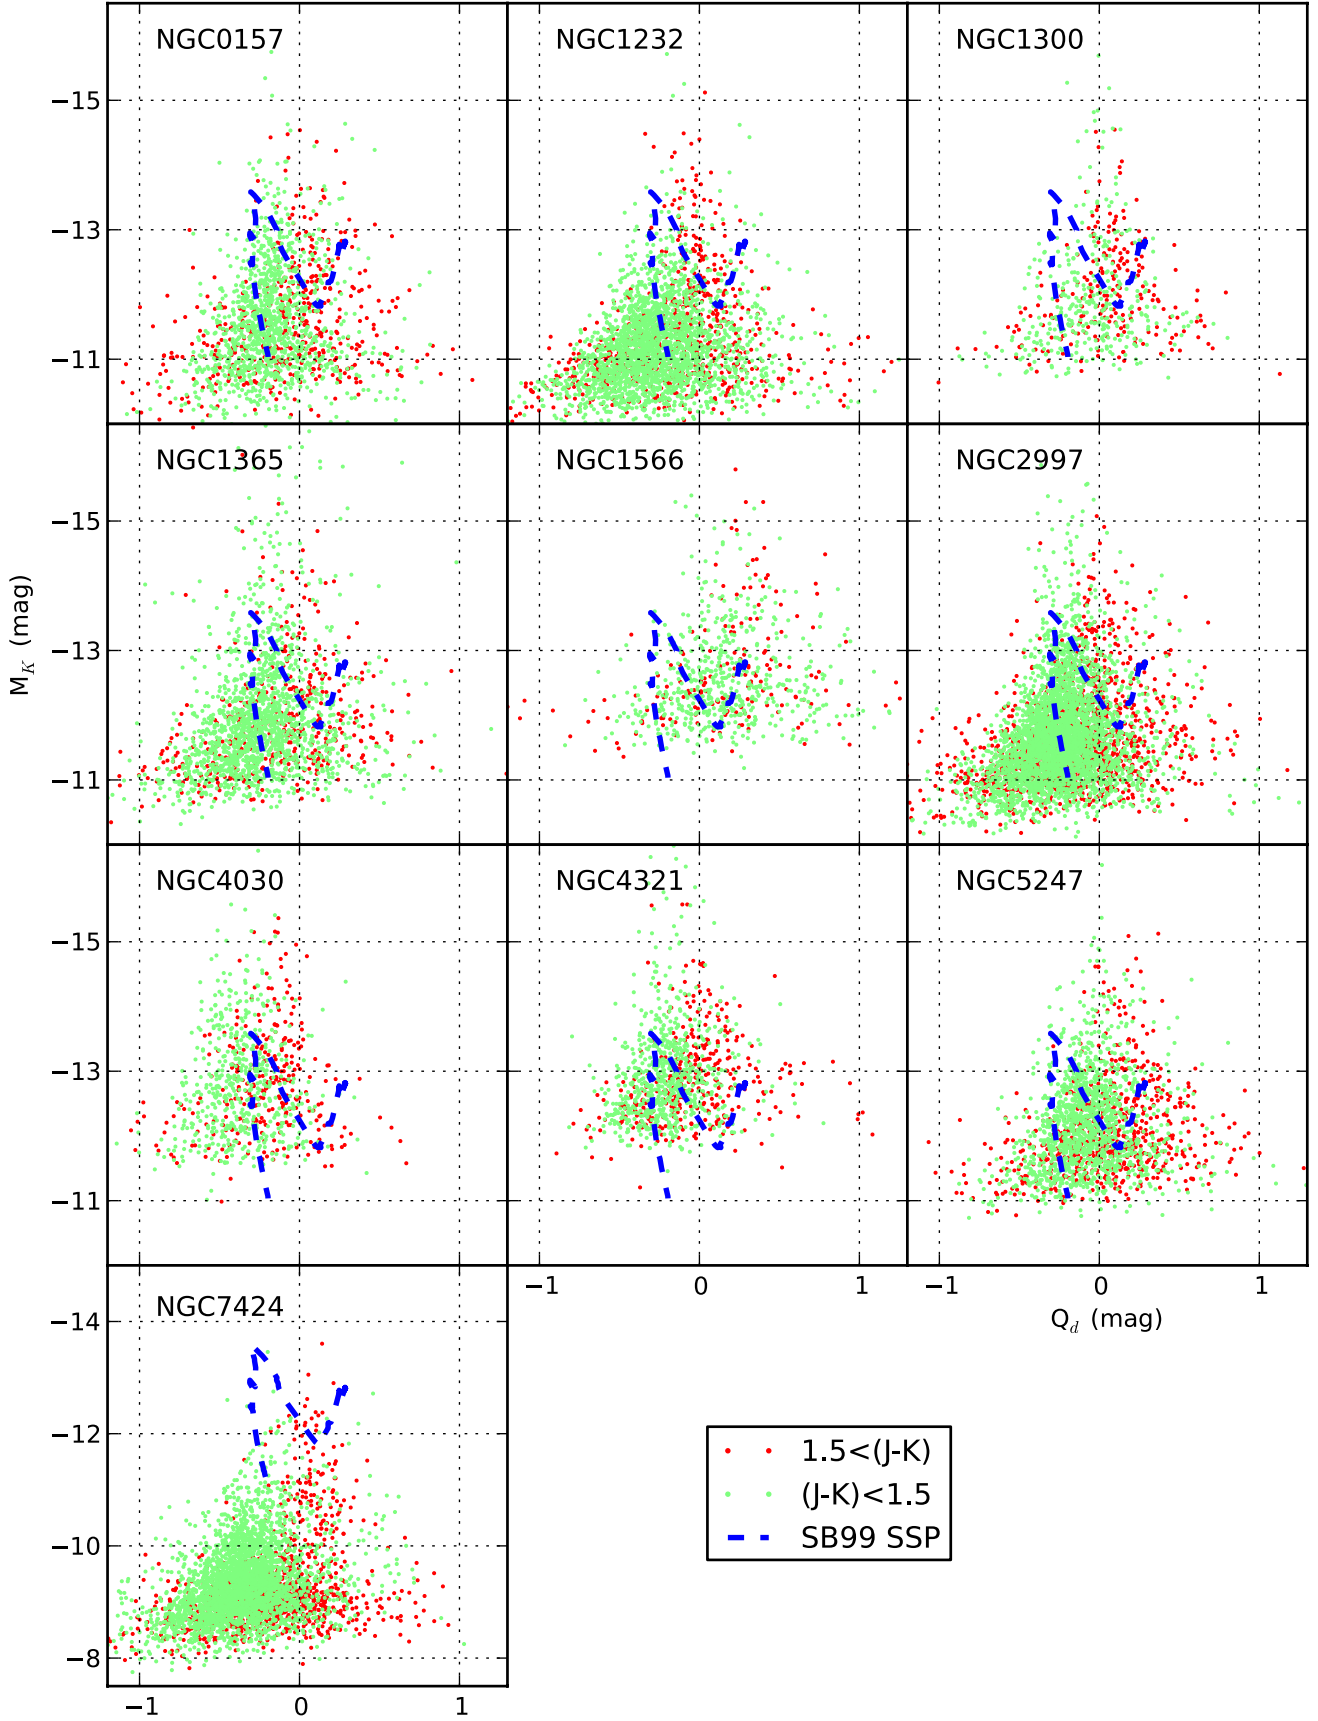 NGC0157
NGC1232
NGC1300
−15
−13
−11
NGC1365
NGC1566
NGC2997
−15
−13
−11
M_K (mag)
NGC4030
NGC4321
NGC5247
−15
−13
−11
−1 0 1
−1 0 1
Q_d (mag)
NGC7424
−14
−12
−10
−8
−1 0 1
1.5<(J-K)
(J-K)<1.5
SB99 SSP